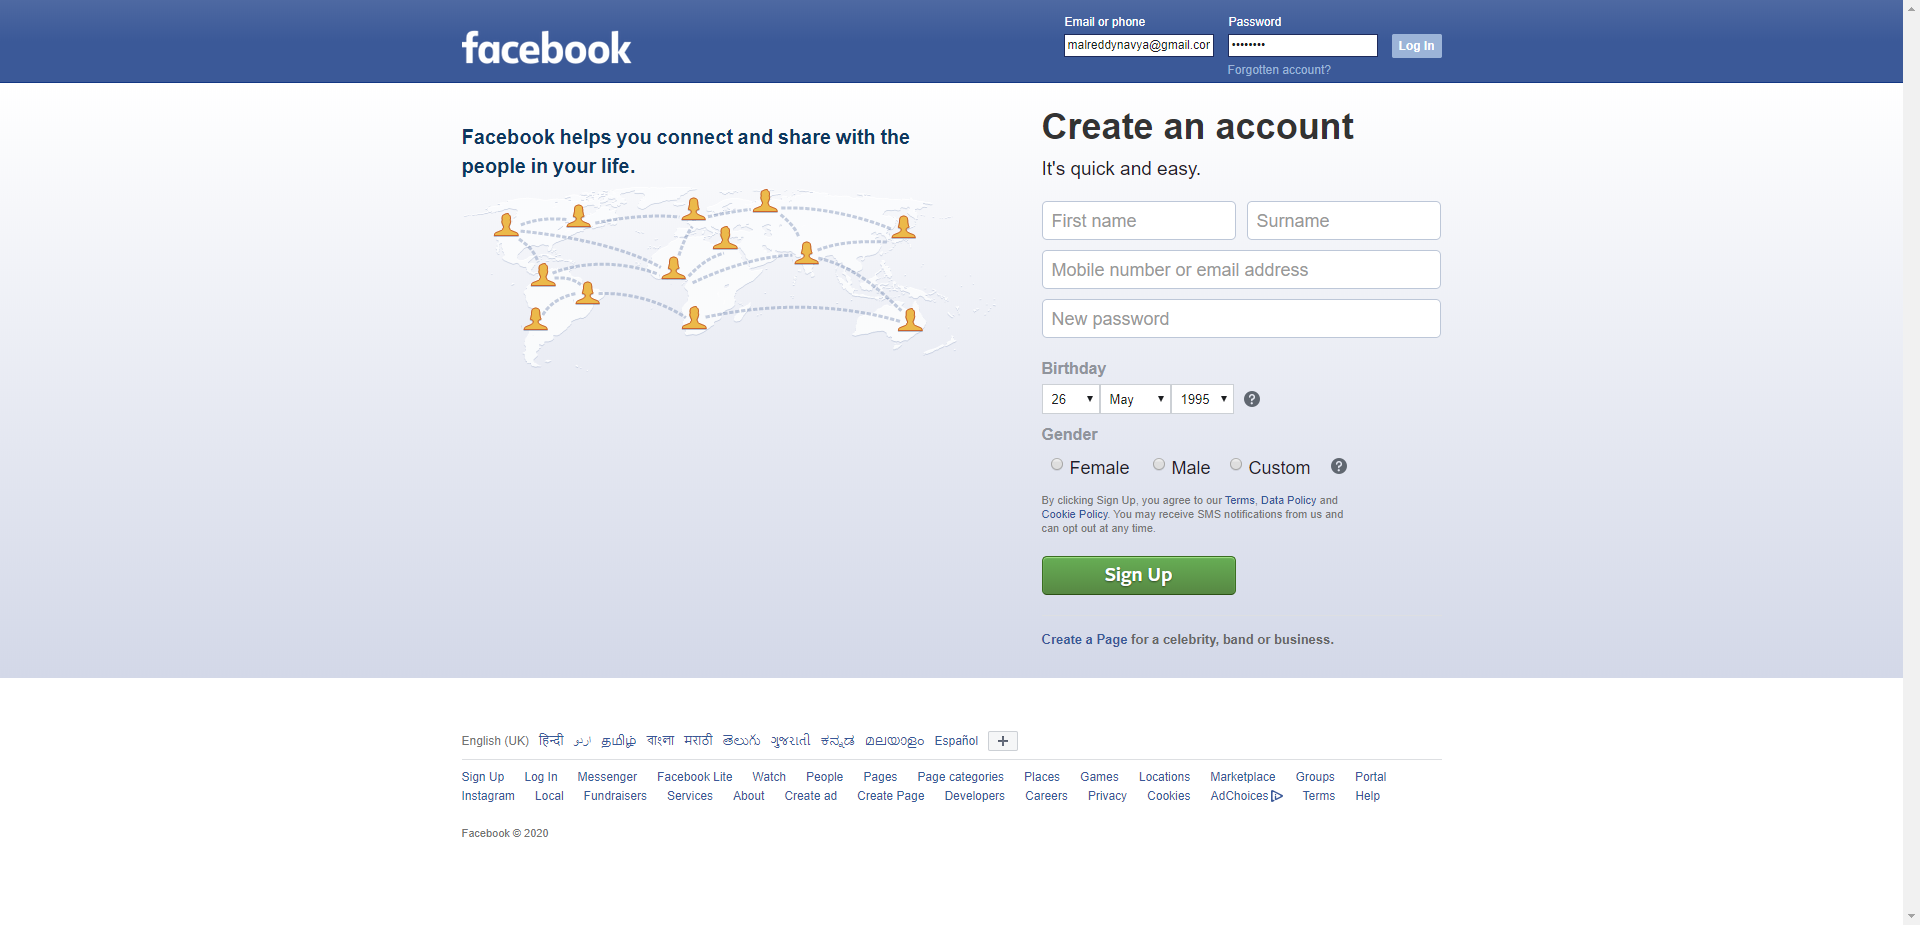 facebook
Email or phone
Password
malreddynavya@gmail.cor
••••••••
Log In
Forgotten account?
Facebook helps you connect and share with the
people in your life.
Create an account
It's quick and easy.
First name
Surname
Mobile number or email address
New password
Birthday
26 May 1995
Gender
Female Male Custom
By clicking Sign Up, you agree to our Terms, Data Policy and
Cookie Policy. You may receive SMS notifications from us and
can opt out at any time.
Sign Up
Create a Page for a celebrity, band or business.
English (UK) हिन्दी اردو தமிழ் বাংলা मराठी తెలుగు ગુજરાતી ಕನ್ನಡ മലയാളം Español
Sign Up Log In Messenger Facebook Lite Watch People Pages Page categories Places Games Locations Marketplace Groups Portal
Instagram Local Fundraisers Services About Create ad Create Page Developers Careers Privacy Cookies AdChoices Terms Help
Facebook © 2020